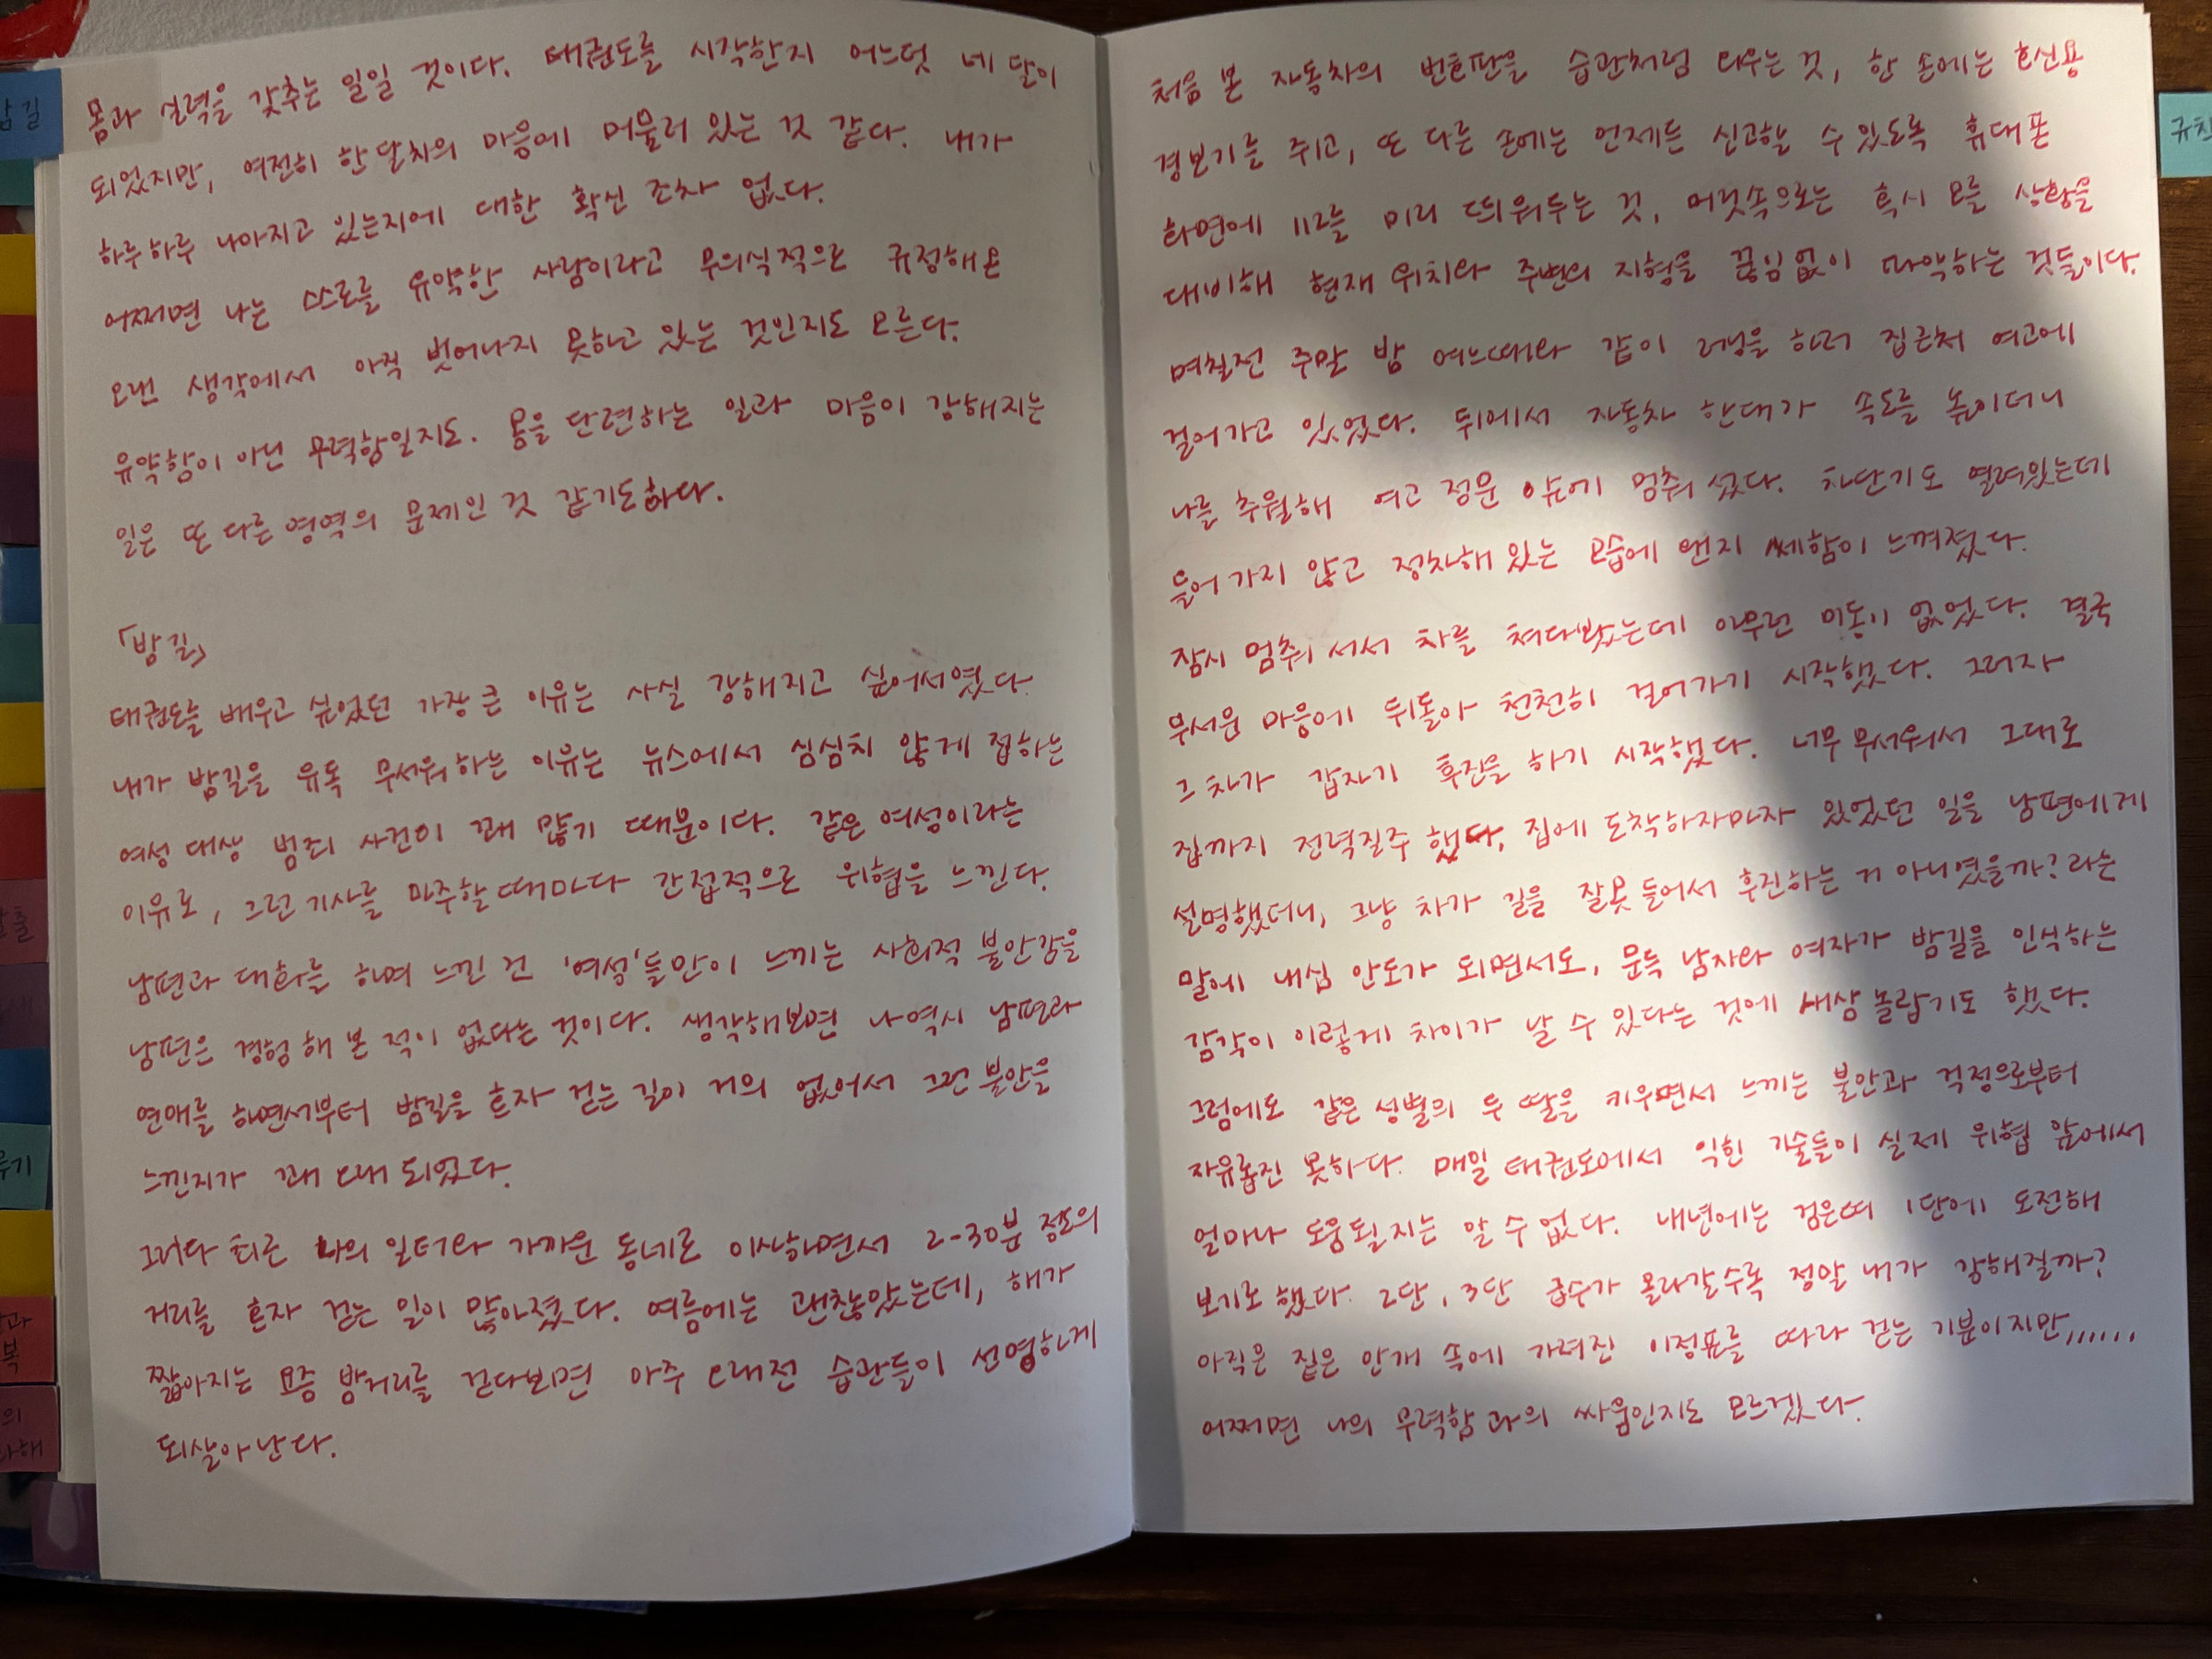 몸과 실력을 갖추는 일일 것이다. 태권도를 시작한지 어느덧 네 달이
되었지만, 여전히 한 달차의 마음에 머물러 있는 것 같다. 내가
하루하루 나아지고 있는지에 대한 확신 조차 없다.
어쩌면 나는 스스로를 유약한 사람이라고 무의식적으로 규정해온
오랜 생각에서 아직 벗어나지 못하고 있는 것인지도 모른다.
유약함이 아닌 무력함일지도. 몸을 단련하는 일과 마음이 강해지는
일은 또 다른 영역의 문제인 것 같기도하다.
「밤길」
태권도를 배우고 싶었던 가장 큰 이유는 사실 강해지고 싶어서였다.
내가 밤길을 유독 무서워하는 이유는 뉴스에서 심심치 않게 접하는
여성 대상 범죄 사건이 꽤 많기 때문이다. 같은 여성이라는
이유로, 그런 기사를 마주할 때마다 간접적으로 위협을 느낀다.
남편과 대화를 하며 느낀 건 '여성'들만이 느끼는 사회적 불안감을
남편은 경험해 본 적이 없다는 것이다. 생각해보면 나 역시 남편과
연애를 하면서부터 밤길을 혼자 걷는 길이 거의 없어서 그런 불안을
느낀지가 꽤 오래 되었다.
그러다 최근 나의 일터와 가까운 동네로 이사하면서 2-30분 정도의
거리를 혼자 걷는 일이 많아졌다. 여름에는 괜찮았는데, 해가
짧아지는 요즘 밤거리를 걷다보면 아주 오래전 습관들이 선명하게
되살아난다.
처음 본 자동차의 번호판을 습관처럼 외우는 것, 한 손에는 호신용
경보기를 쥐고, 또 다른 손에는 언제든 신고할 수 있도록 휴대폰
화면에 112를 미리 띄워두는 것, 머릿속으로는 혹시 모를 상황을
대비해 현재 위치와 주변의 지형을 끊임없이 파악하는 것들이다.
며칠전 주말 밤 여느때와 같이 러닝을 하러 집근처 여고에
걸어가고 있었다. 뒤에서 자동차 한대가 속도를 높이더니
나를 추월해 여고 정문 앞에 멈춰 섰다. 차단기도 열려있는데
들어가지 않고 정차해 있는 모습에 왠지 쎄함이 느껴졌다.
잠시 멈춰 서서 차를 쳐다봤는데 아무런 미동이 없었다. 결국
무서운 마음에 뒤돌아 천천히 걸어가기 시작했다. 그러자
그 차가 갑자기 후진을 하기 시작했다. 너무 무서워서 그대로
집까지 전력질주 했다. 집에 도착하자마자 있었던 일을 남편에게
설명했더니, 그냥 차가 길을 잘못 들어서 후진하는 거 아니였을까? 라는
말에 내심 안도가 되면서도, 문득 남자와 여자가 밤길을 인식하는
감각이 이렇게 차이가 날 수 있다는 것에 새삼 놀랍기도 했다.
그럼에도 같은 성별의 두 딸을 키우면서 느끼는 불안과 걱정으로부터
자유롭진 못하다. 매일 태권도에서 익힌 기술들이 실제 위협 앞에서
얼마나 도움될지는 알 수 없다. 내년에는 검은띠 1단에 도전해
보기로 했다. 2단, 3단 급수가 올라갈수록 정말 내가 강해질까?
아직은 짙은 안개 속에 가려진 이정표를 따라 걷는 기분이지만,,,,,,
어쩌면 나의 무력함과의 싸움인지도 모르겠다.
밤길